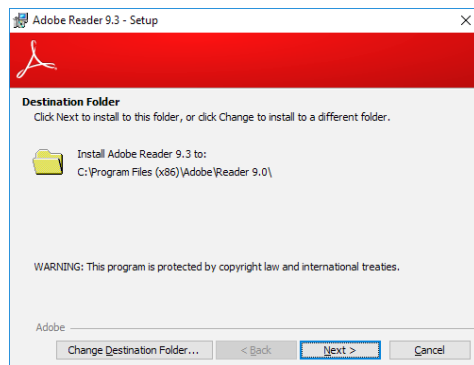 Adobe Reader 9.3 - Setup
Destination Folder
Click Next to install to this folder, or click Change to install to a different folder.
Install Adobe Reader 9.3 to:
C:\Program Files (x86)\Adobe\Reader 9.0\
WARNING: This program is protected by copyright law and international treaties.
Adobe
Change Destination Folder... < Back Next > Cancel